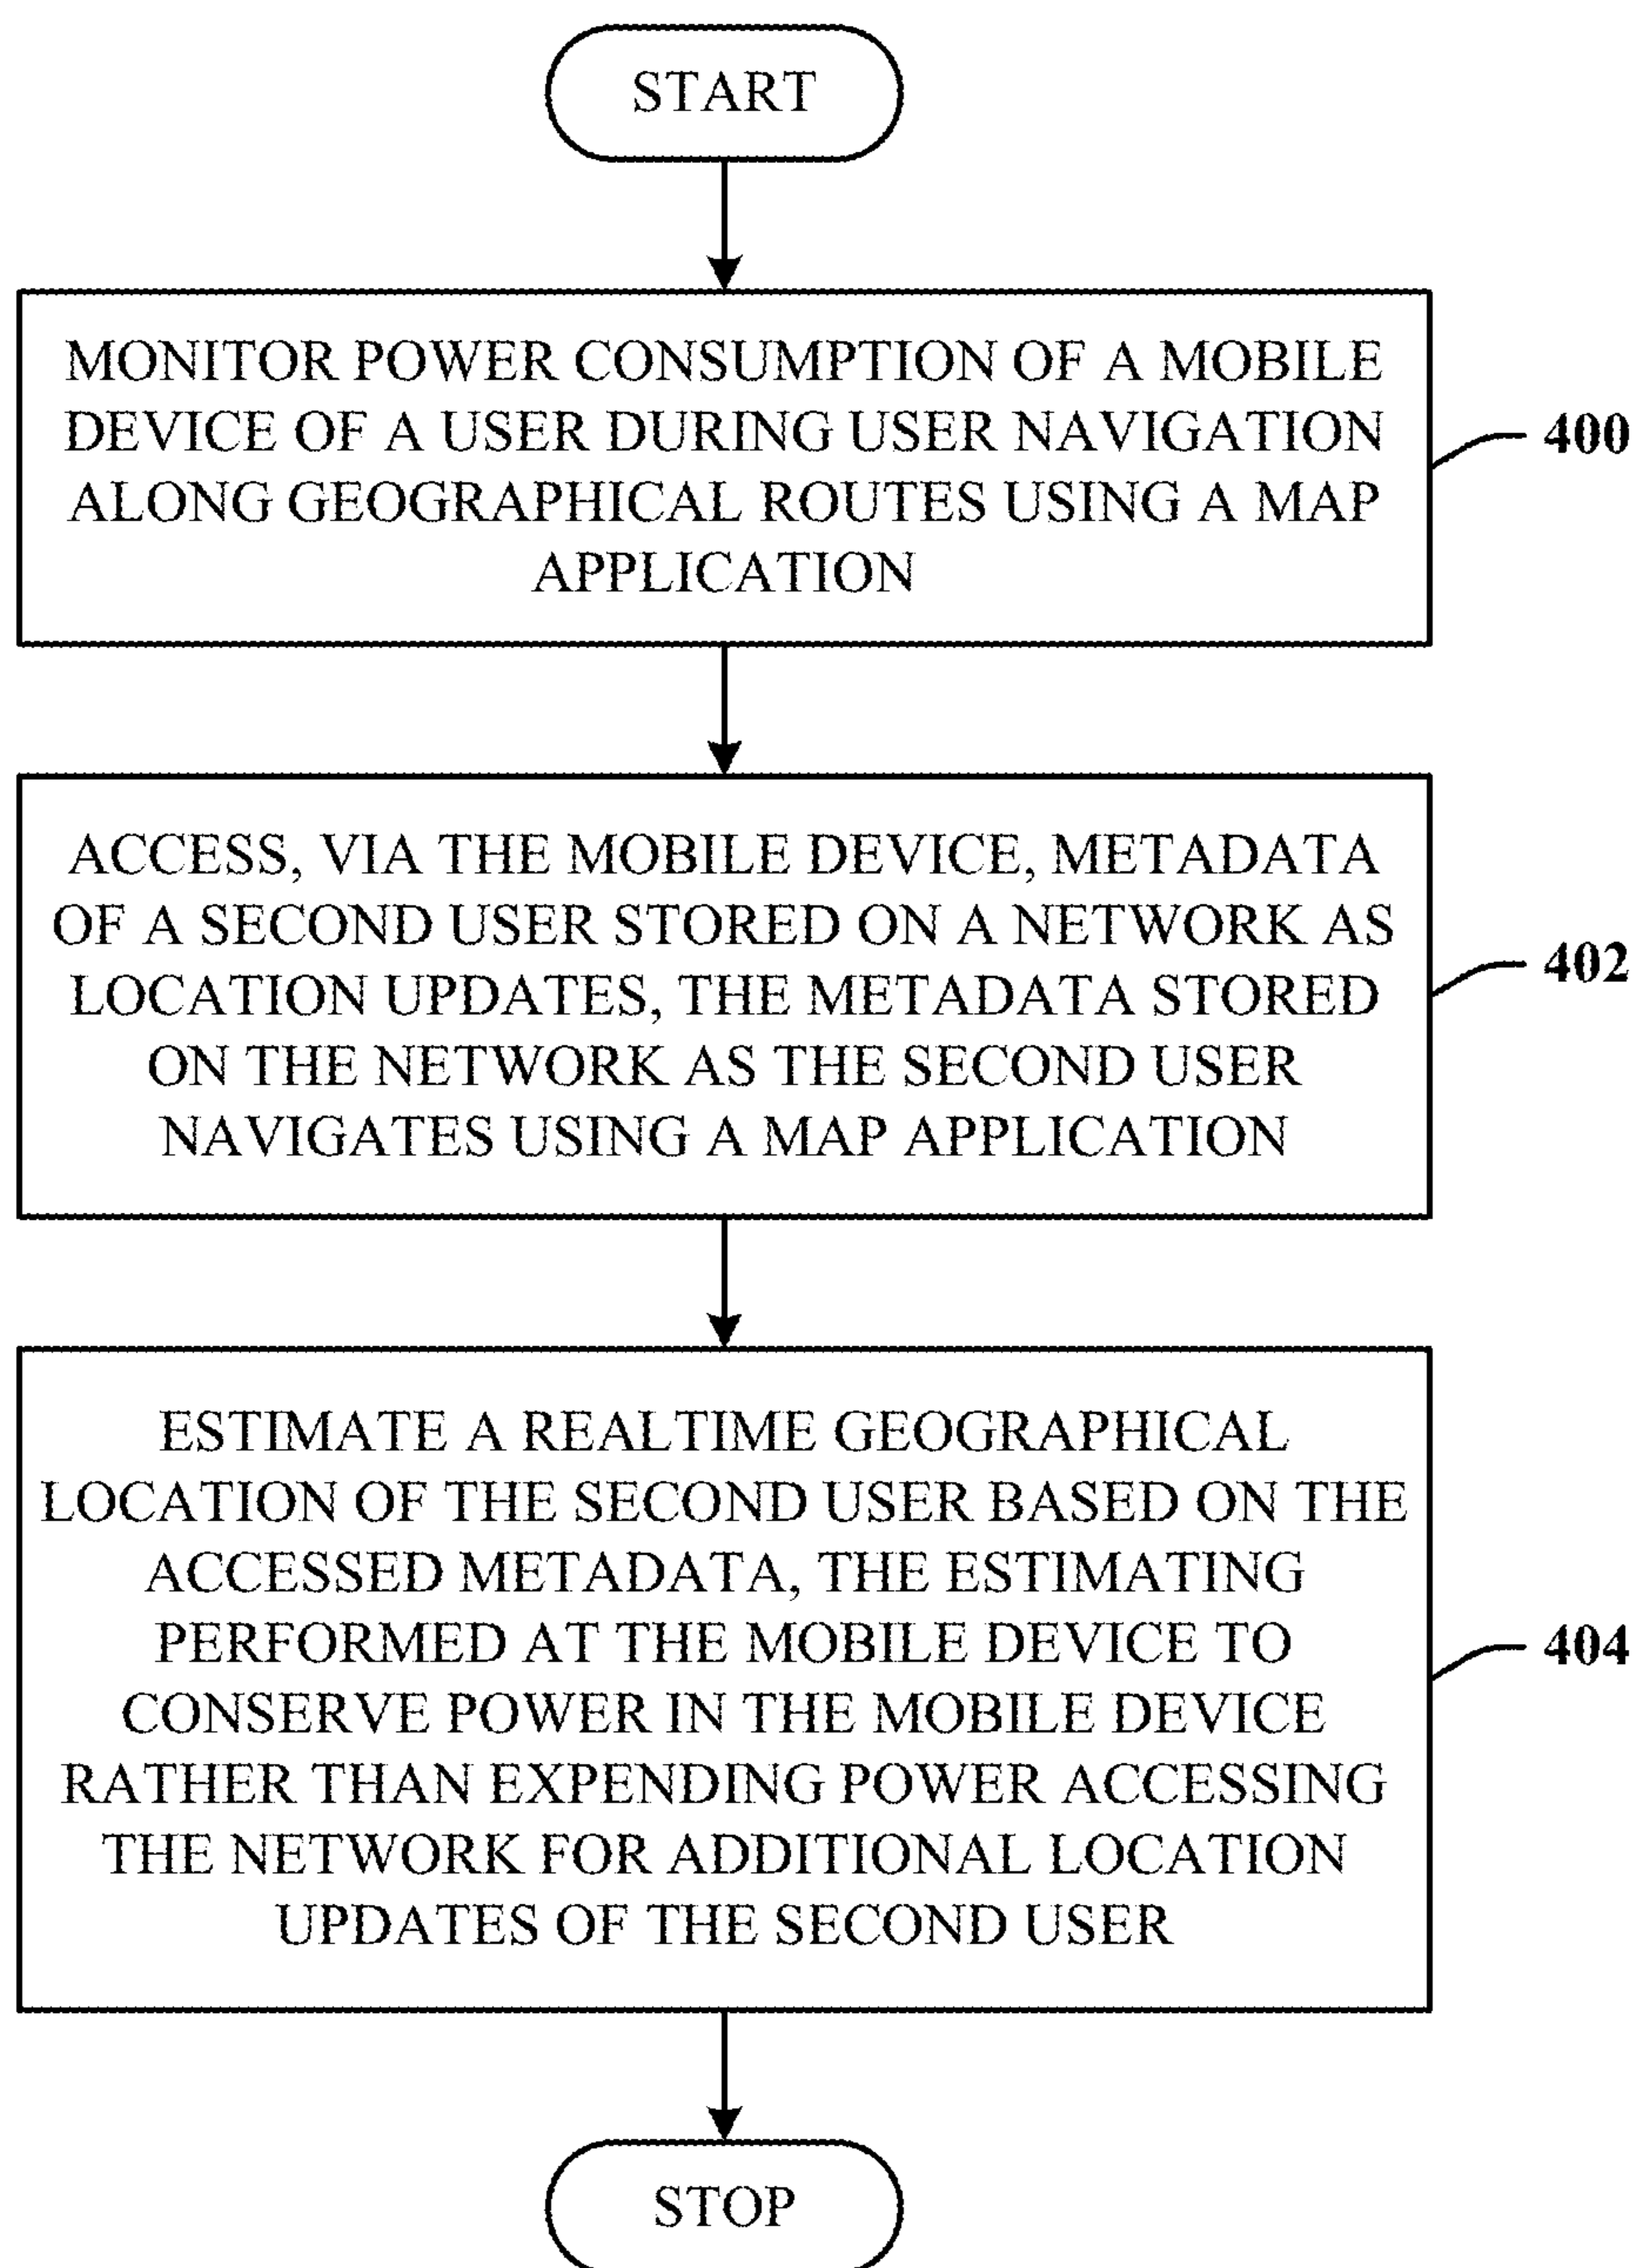 START
MONITOR POWER CONSUMPTION OF A MOBILE
DEVICE OF A USER DURING USER NAVIGATION
ALONG GEOGRAPHICAL ROUTES USING A MAP
APPLICATION
400
ACCESS, VIA THE MOBILE DEVICE, METADATA
OF A SECOND USER STORED ON A NETWORK AS
LOCATION UPDATES, THE METADATA STORED
ON THE NETWORK AS THE SECOND USER
NAVIGATES USING A MAP APPLICATION
402
ESTIMATE A REALTIME GEOGRAPHICAL
LOCATION OF THE SECOND USER BASED ON THE
ACCESSED METADATA, THE ESTIMATING
PERFORMED AT THE MOBILE DEVICE TO
CONSERVE POWER IN THE MOBILE DEVICE
RATHER THAN EXPENDING POWER ACCESSING
THE NETWORK FOR ADDITIONAL LOCATION
UPDATES OF THE SECOND USER
404
STOP